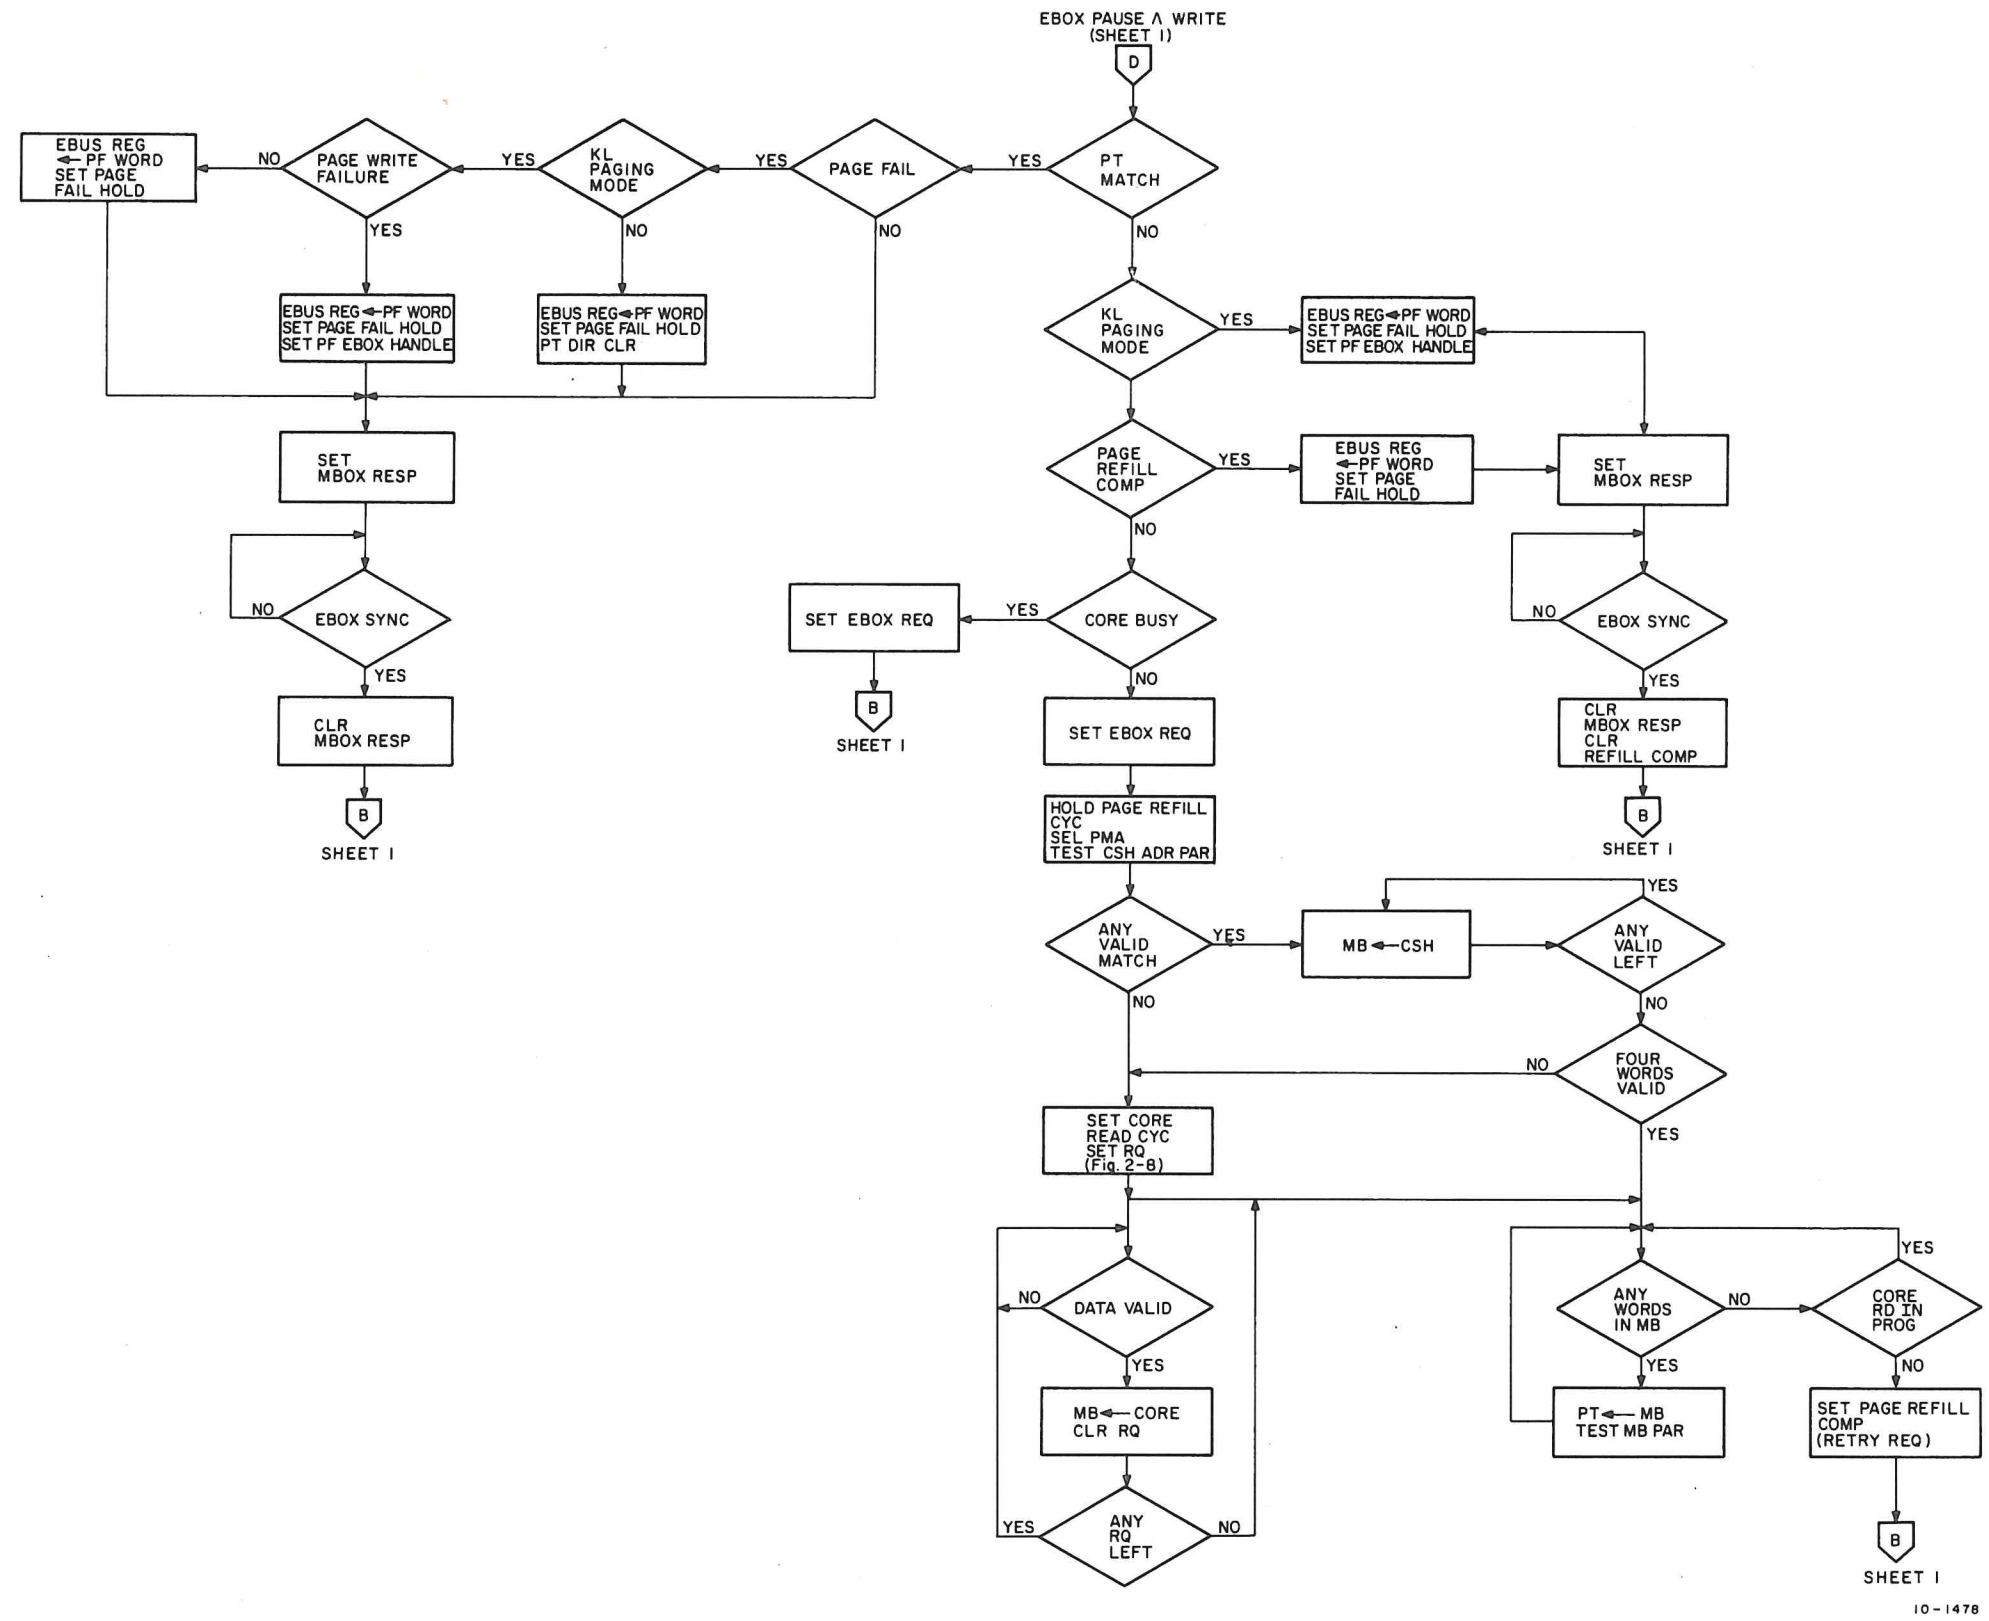 EBOX PAUSE Λ WRITE
(SHEET 1)
D
EBUS REG
←PF WORD
SET PAGE
FAIL HOLD
NO
PAGE WRITE
FAILURE
YES
KL
PAGING
MODE
YES
PAGE FAIL
YES
PT
MATCH
YES
NO
NO
NO
EBUS REG←PF WORD
SET PAGE FAIL HOLD
SET PF EBOX HANDLE
EBUS REG←PF WORD
SET PAGE FAIL HOLD
PT DIR CLR
KL
PAGING
MODE
YES
EBUS REG←PF WORD
SET PAGE FAIL HOLD
SET PF EBOX HANDLE
SET
MBOX RESP
PAGE
REFILL
COMP
YES
EBUS REG
←PF WORD
SET PAGE
FAIL HOLD
SET
MBOX RESP
NO
NO
EBOX SYNC
YES
SET EBOX REQ
YES
CORE BUSY
NO
NO
EBOX SYNC
YES
CLR
MBOX RESP
B
SHEET 1
B
SHEET 1
SET EBOX REQ
CLR
MBOX RESP
CLR
REFILL COMP
B
SHEET 1
HOLD PAGE REFILL
CYC
SEL PMA
TEST CSH ADR PAR
ANY
VALID
MATCH
YES
MB←CSH
YES
ANY
VALID
LEFT
NO
NO
NO
FOUR
WORDS
VALID
YES
SET CORE
READ CYC
SET RQ
(Fig. 2-8)
NO
DATA VALID
YES
ANY
WORDS
IN MB
NO
YES
CORE
RD IN
PROG
YES
NO
MB←CORE
CLR RQ
PT←MB
TEST MB PAR
SET PAGE REFILL
COMP
(RETRY REQ)
YES
ANY
RQ
LEFT
NO
B
SHEET 1
10-1478